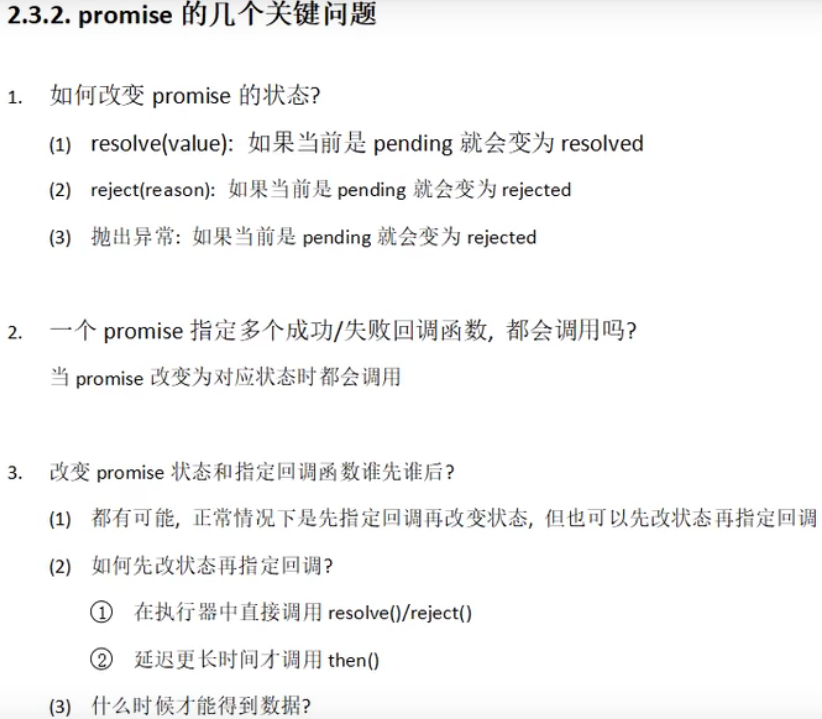 2.3.2. promise 的几个关键问题
1. 如何改变 promise 的状态?
(1) resolve(value): 如果当前是 pending 就会变为 resolved
(2) reject(reason): 如果当前是 pending 就会变为 rejected
(3) 抛出异常: 如果当前是 pending 就会变为 rejected
2. 一个 promise 指定多个成功/失败回调函数, 都会调用吗?
当 promise 改变为对应状态时都会调用
3. 改变 promise 状态和指定回调函数谁先谁后?
(1) 都有可能, 正常情况下是先指定回调再改变状态, 但也可以先改状态再指定回调
(2) 如何先改状态再指定回调?
① 在执行器中直接调用 resolve()/reject()
② 延迟更长时间才调用 then()
(3) 什么时候才能得到数据?